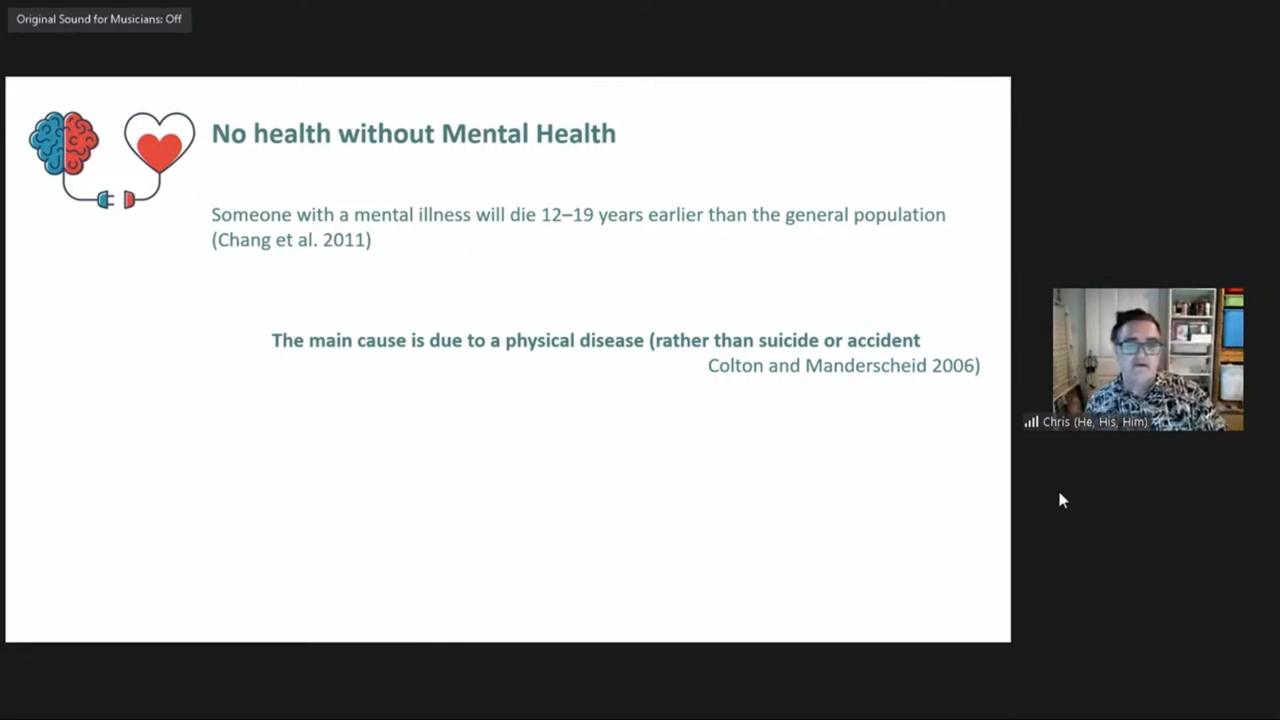 Original Sound for Musicians: Off
No health without Mental Health
Someone with a mental illness will die 12–19 years earlier than the general population
(Chang et al. 2011)
The main cause is due to a physical disease (rather than suicide or accident
Colton and Manderscheid 2006)
Chris (He, His, Him)